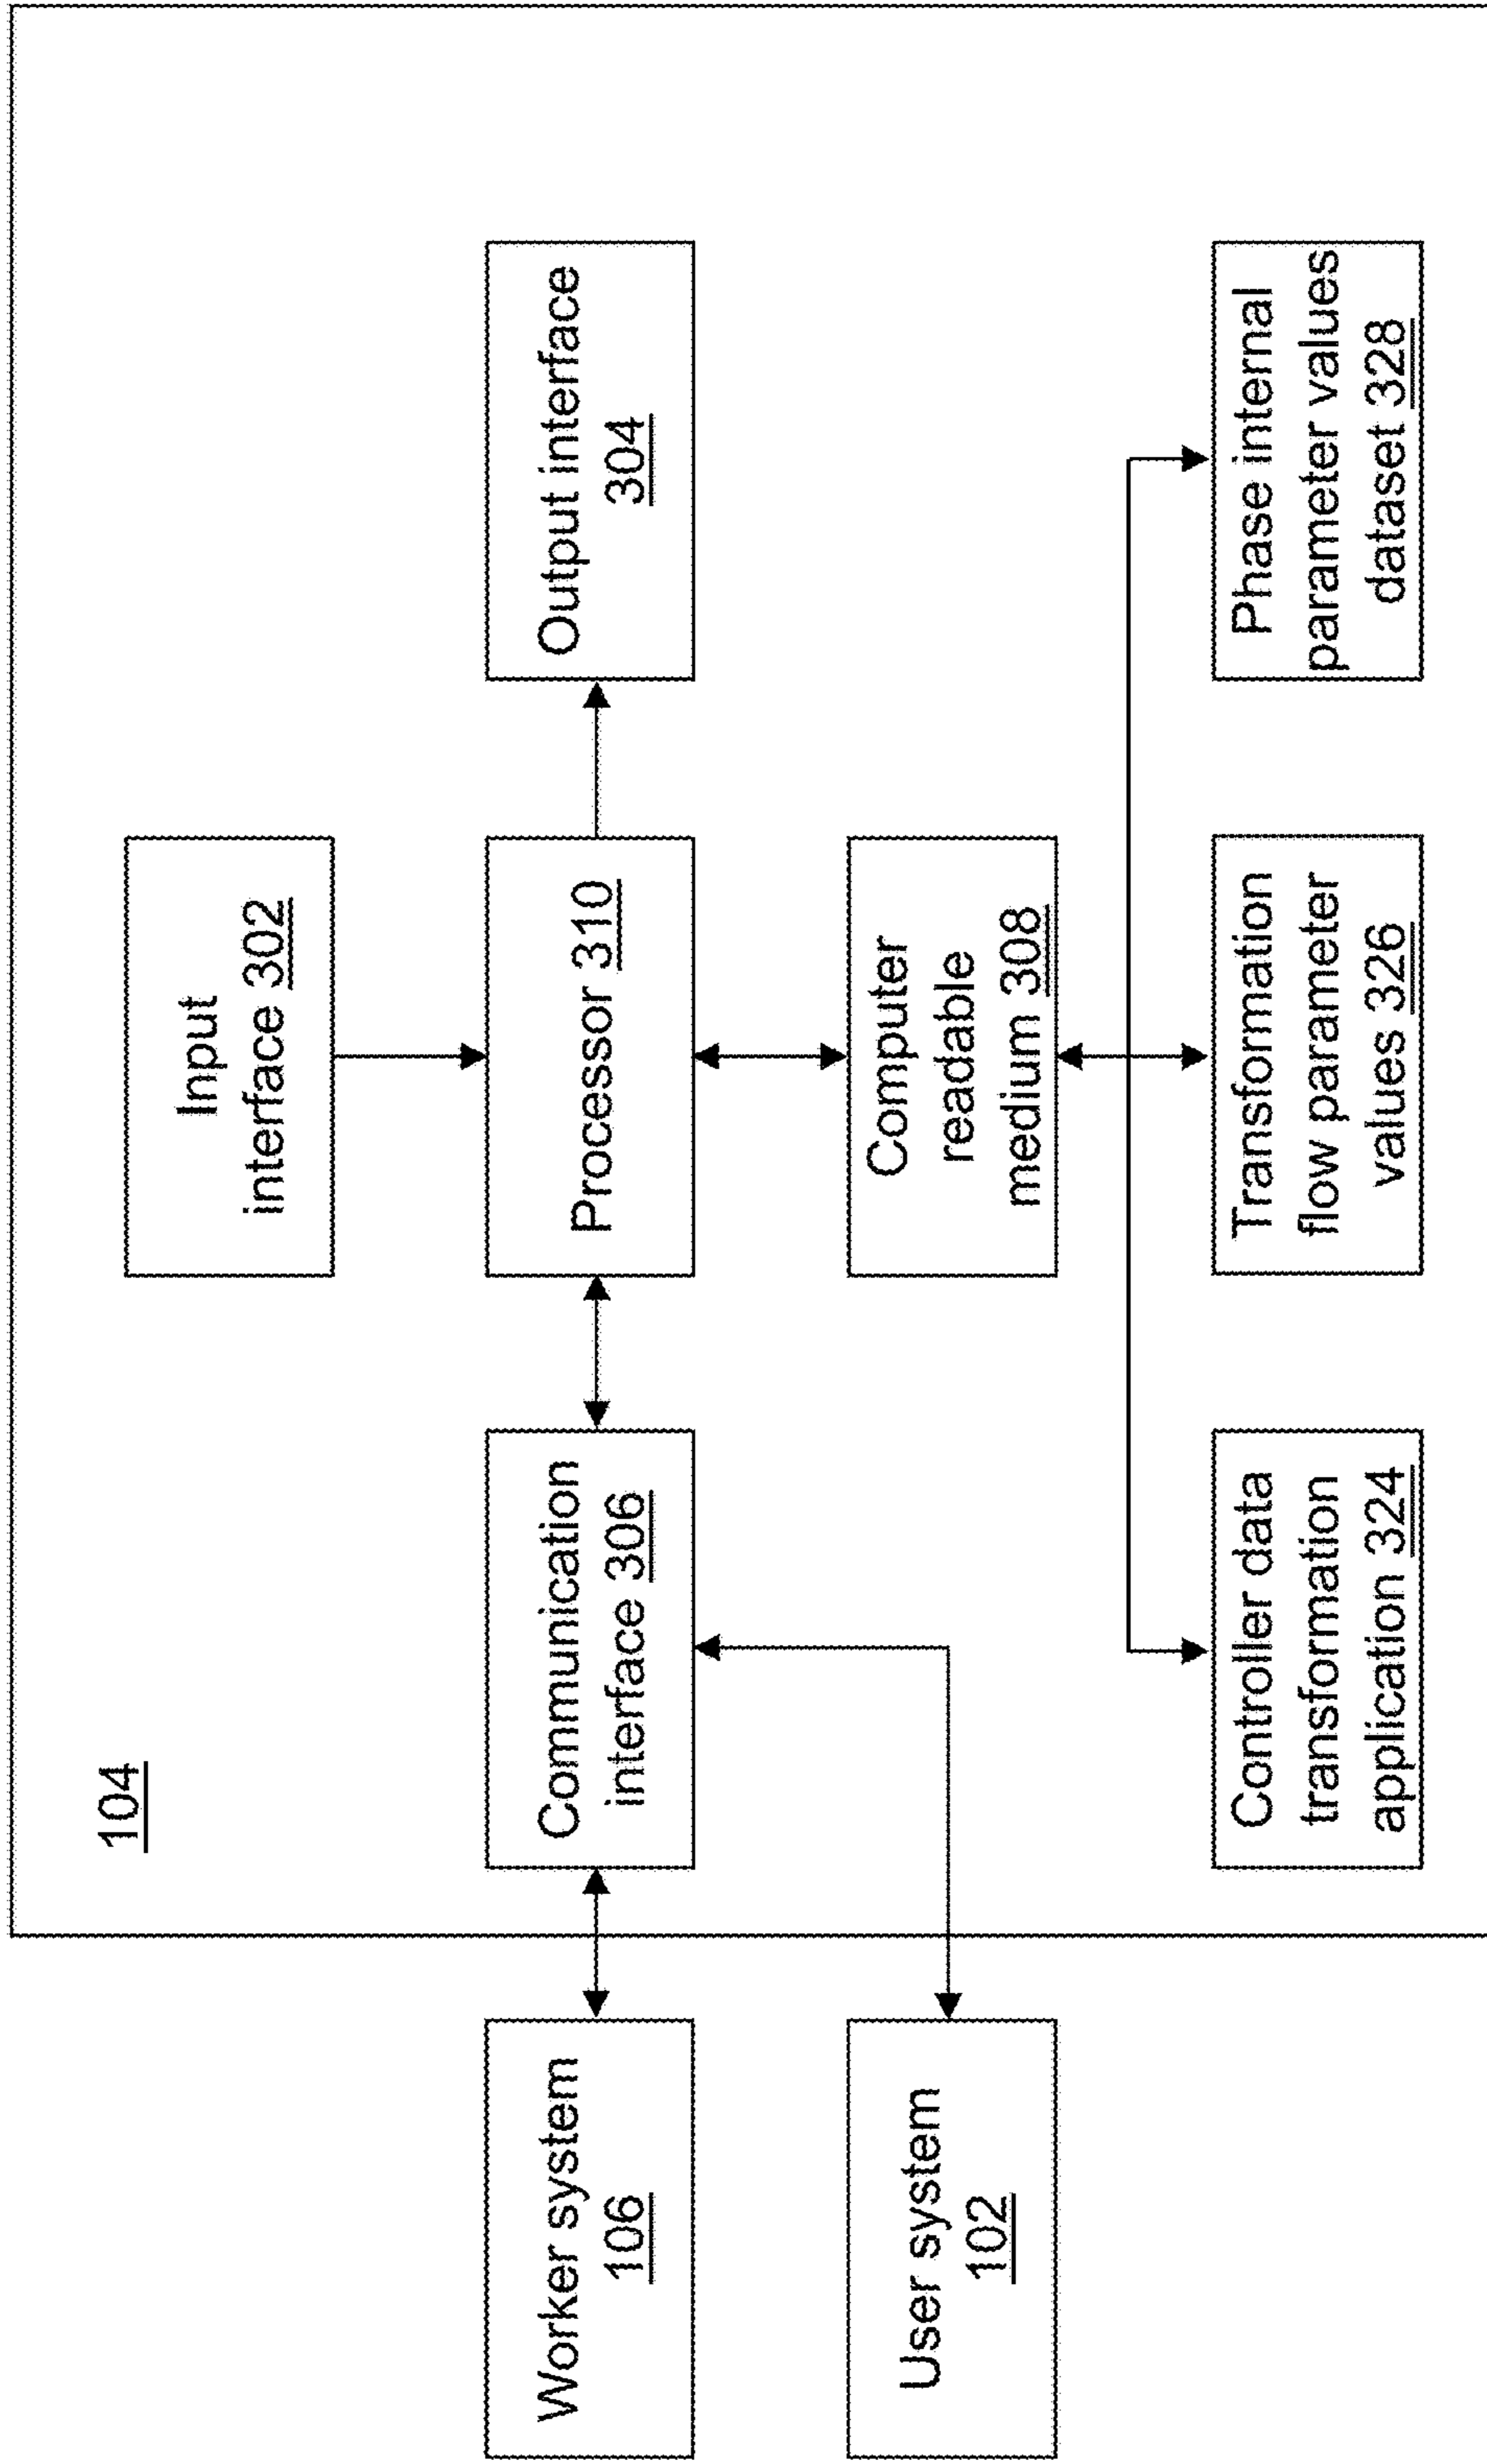 104
Input
interface 302
Worker system
106
Communication
interface 306
Processor 310
Output interface
304
User system
102
Computer
readable
medium 308
Controller data
transformation
application 324
Transformation
flow parameter
values 326
Phase internal
parameter values
dataset 328